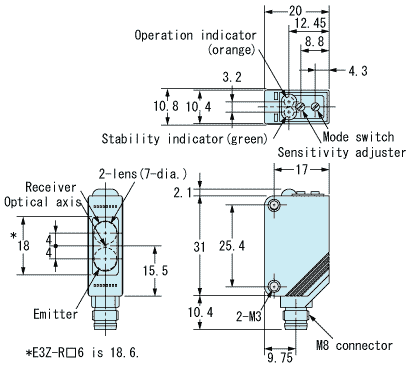 20
12.45
Operation indicator
(orange)
8.8
3.2
4.3
10.8
10.4
Mode switch
Stability indicator(green)
Sensitivity adjuster
2-lens(7-dia.)
Receiver
Optical axis
2.1
17
*
18
4
4
15.5
31
25.4
Emitter
10.4
2-M3
M8 connector
9.75
*E3Z-R□6 is 18.6.